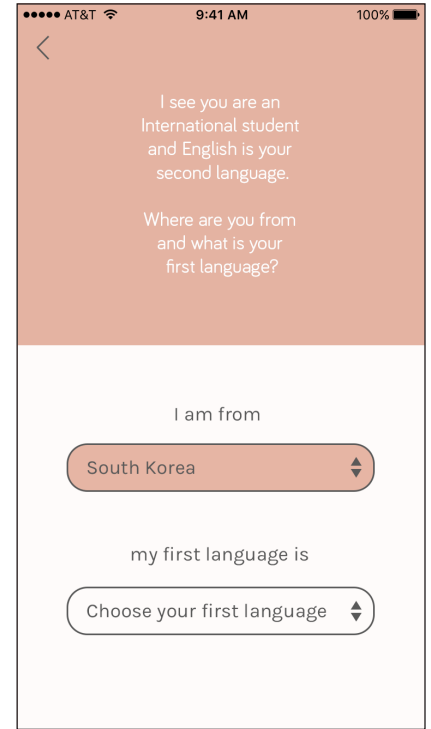 AT&T 9:41 AM 100%
I see you are an
International student
and English is your
second language.
Where are you from
and what is your
first language?
I am from
South Korea
my first language is
Choose your first language